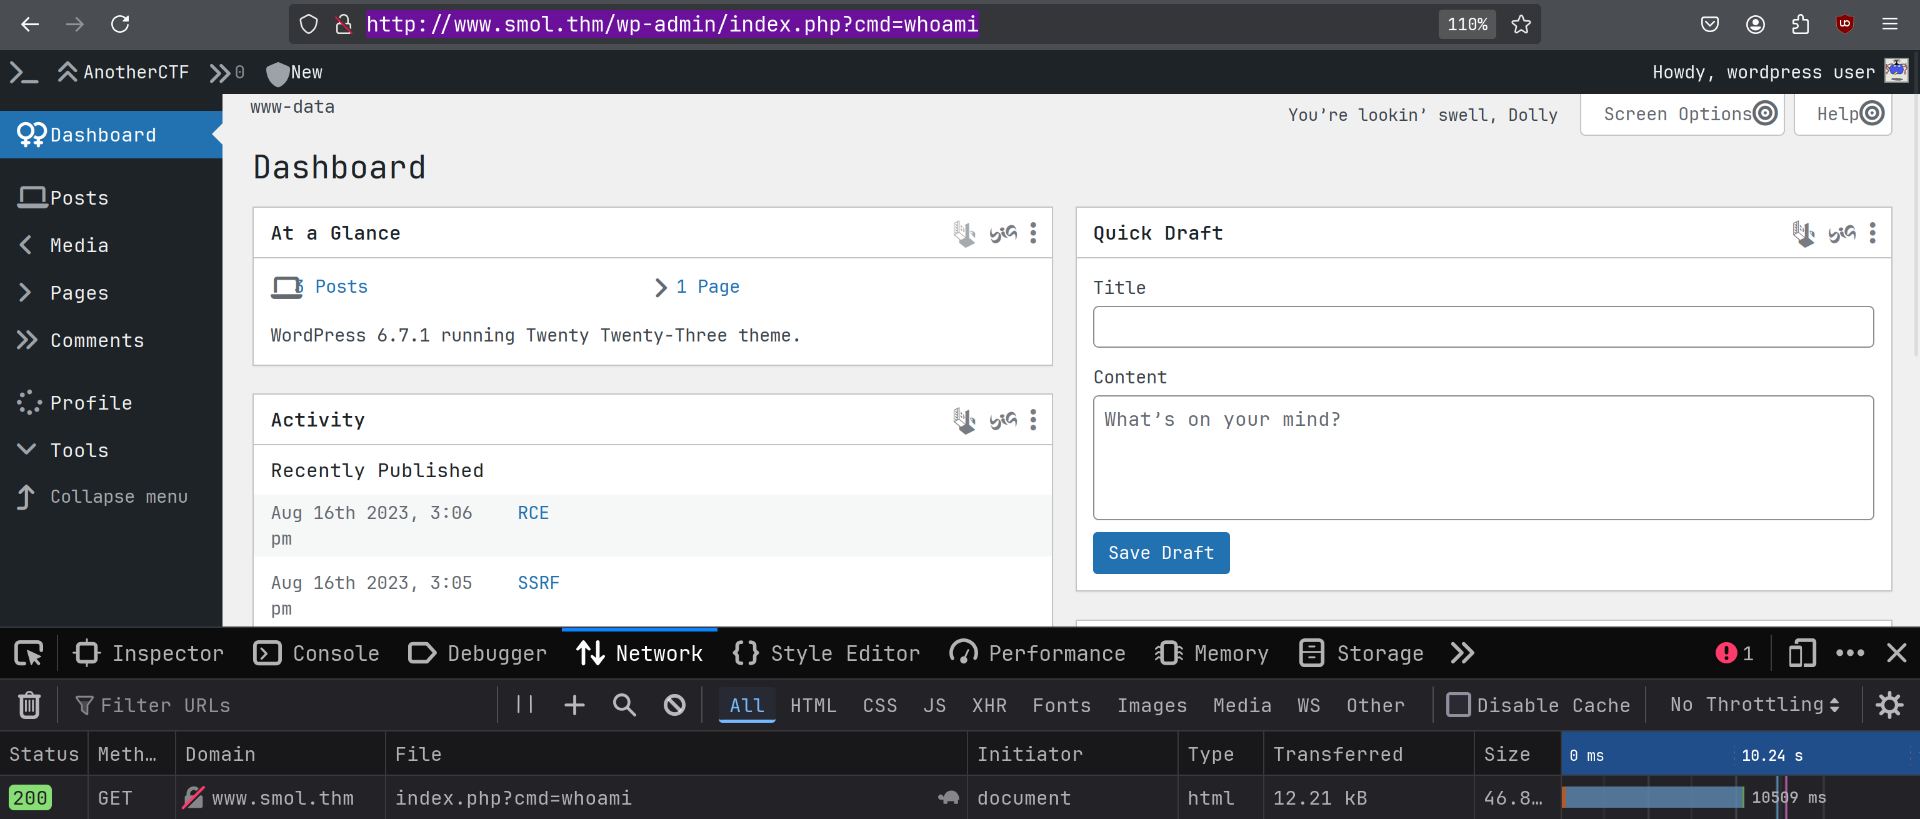 http://www.smol.thm/wp-admin/index.php?cmd=whoami
110%
AnotherCTF
0
New
Howdy, wordpress user
Dashboard
Posts
Media
Pages
Comments
Profile
Tools
Collapse menu
www-data
You're lookin' swell, Dolly
Screen Options
Help
Dashboard
At a Glance
3 Posts
1 Page
WordPress 6.7.1 running Twenty Twenty-Three theme.
Activity
Recently Published
Aug 16th 2023, 3:06 pm
RCE
Aug 16th 2023, 3:05 pm
SSRF
Quick Draft
Title
Content
What's on your mind?
Save Draft
Inspector
Console
Debugger
Network
Style Editor
Performance
Memory
Storage
1
Filter URLs
All
HTML
CSS
JS
XHR
Fonts
Images
Media
WS
Other
Disable Cache
No Throttling
Status
Meth…
Domain
File
Initiator
Type
Transferred
Size
0 ms
10.24 s
200
GET
www.smol.thm
index.php?cmd=whoami
document
html
12.21 kB
46.8…
10509 ms